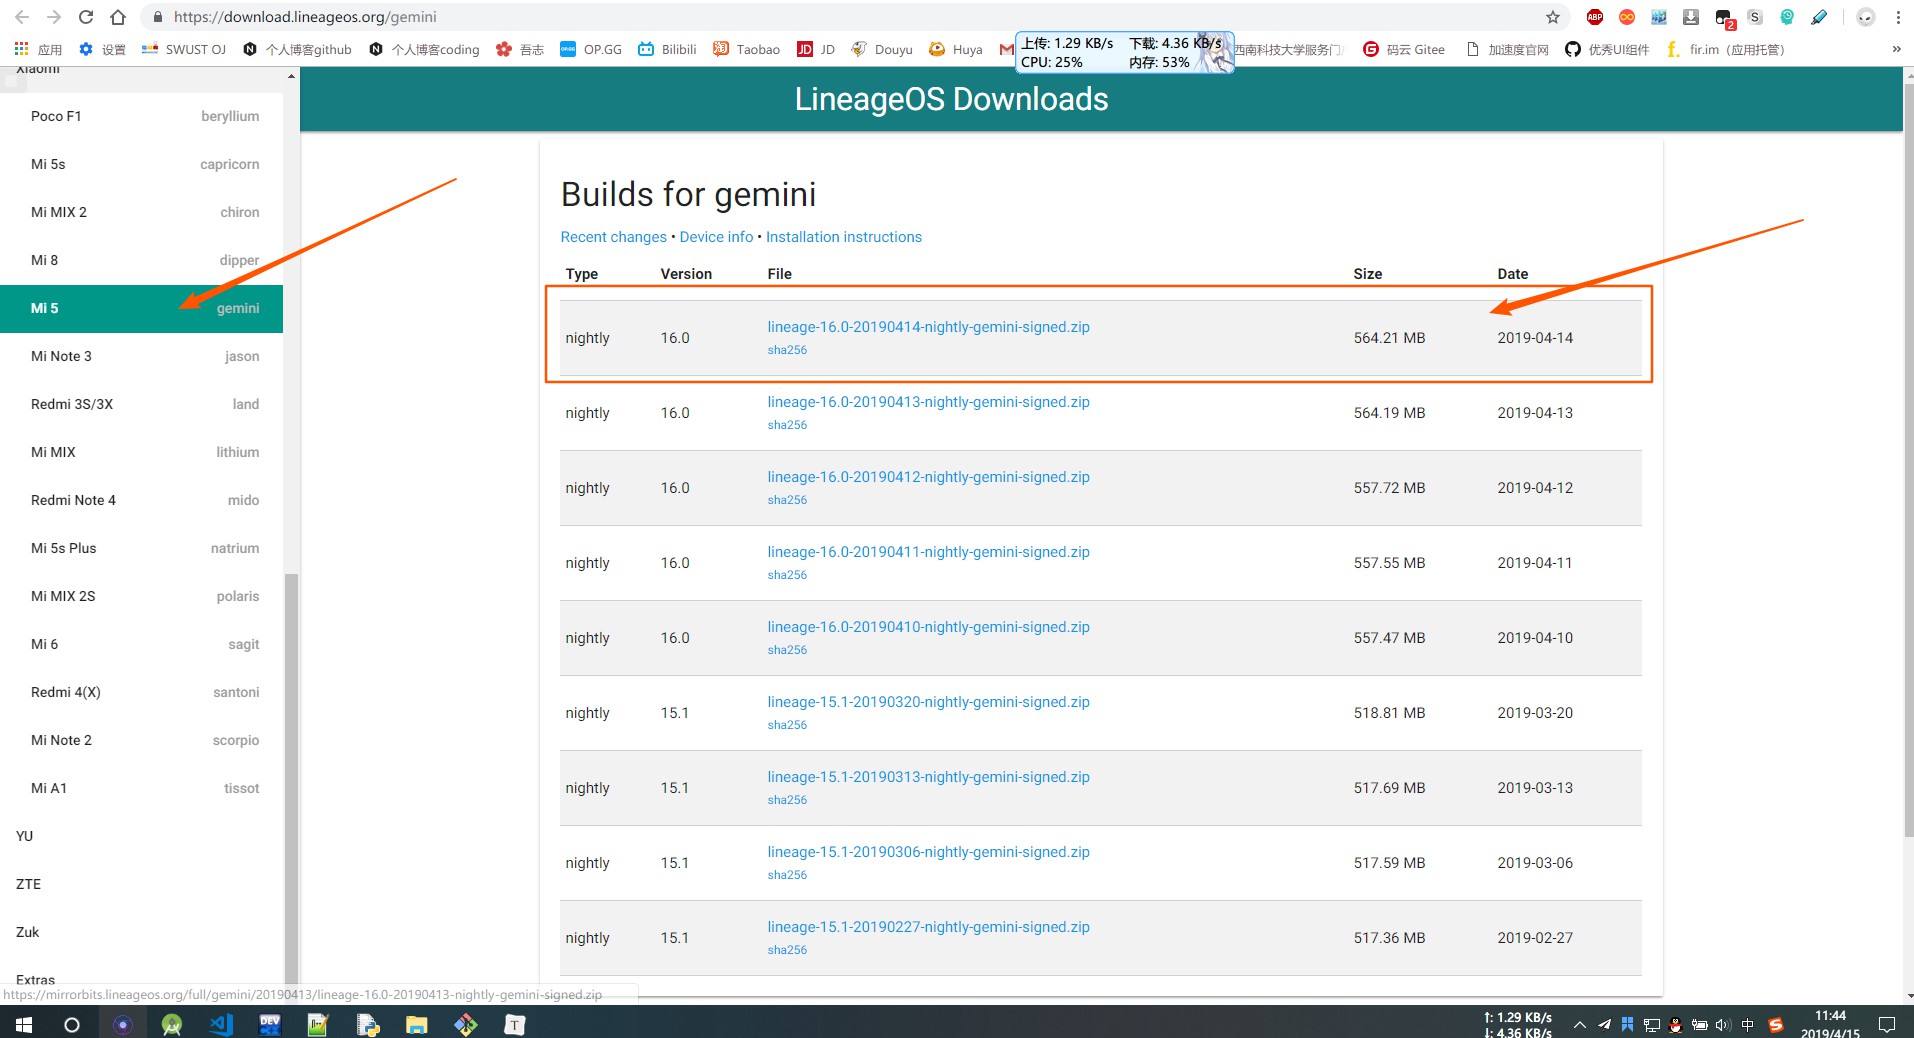 https://download.lineageos.org/gemini
应用 设置 SWUST OJ 个人博客github 个人博客coding 吾志 OP.GG Bilibili Taobao JD Douyu Huya 西南科技大学服务门 码云 Gitee 加速度官网 优秀UI组件 fir.im（应用托管） »
上传: 1.29 KB/s 下载: 4.36 KB/s
CPU: 25% 内存: 53%
Xiaomi
Poco F1 beryllium
Mi 5s capricorn
Mi MIX 2 chiron
Mi 8 dipper
Mi 5 gemini
Mi Note 3 jason
Redmi 3S/3X land
Mi MIX lithium
Redmi Note 4 mido
Mi 5s Plus natrium
Mi MIX 2S polaris
Mi 6 sagit
Redmi 4(X) santoni
Mi Note 2 scorpio
Mi A1 tissot
YU
ZTE
Zuk
Extras
https://mirrorbits.lineageos.org/full/gemini/20190413/lineage-16.0-20190413-nightly-gemini-signed.zip
LineageOS Downloads
Builds for gemini
Recent changes • Device info • Installation instructions
Type Version File Size Date
nightly 16.0 lineage-16.0-20190414-nightly-gemini-signed.zip 564.21 MB 2019-04-14
sha256
nightly 16.0 lineage-16.0-20190413-nightly-gemini-signed.zip 564.19 MB 2019-04-13
sha256
nightly 16.0 lineage-16.0-20190412-nightly-gemini-signed.zip 557.72 MB 2019-04-12
sha256
nightly 16.0 lineage-16.0-20190411-nightly-gemini-signed.zip 557.55 MB 2019-04-11
sha256
nightly 16.0 lineage-16.0-20190410-nightly-gemini-signed.zip 557.47 MB 2019-04-10
sha256
nightly 15.1 lineage-15.1-20190320-nightly-gemini-signed.zip 518.81 MB 2019-03-20
sha256
nightly 15.1 lineage-15.1-20190313-nightly-gemini-signed.zip 517.69 MB 2019-03-13
sha256
nightly 15.1 lineage-15.1-20190306-nightly-gemini-signed.zip 517.59 MB 2019-03-06
sha256
nightly 15.1 lineage-15.1-20190227-nightly-gemini-signed.zip 517.36 MB 2019-02-27
sha256
↑: 1.29 KB/s
↓: 4.36 KB/s
中
11:44
2019/4/15